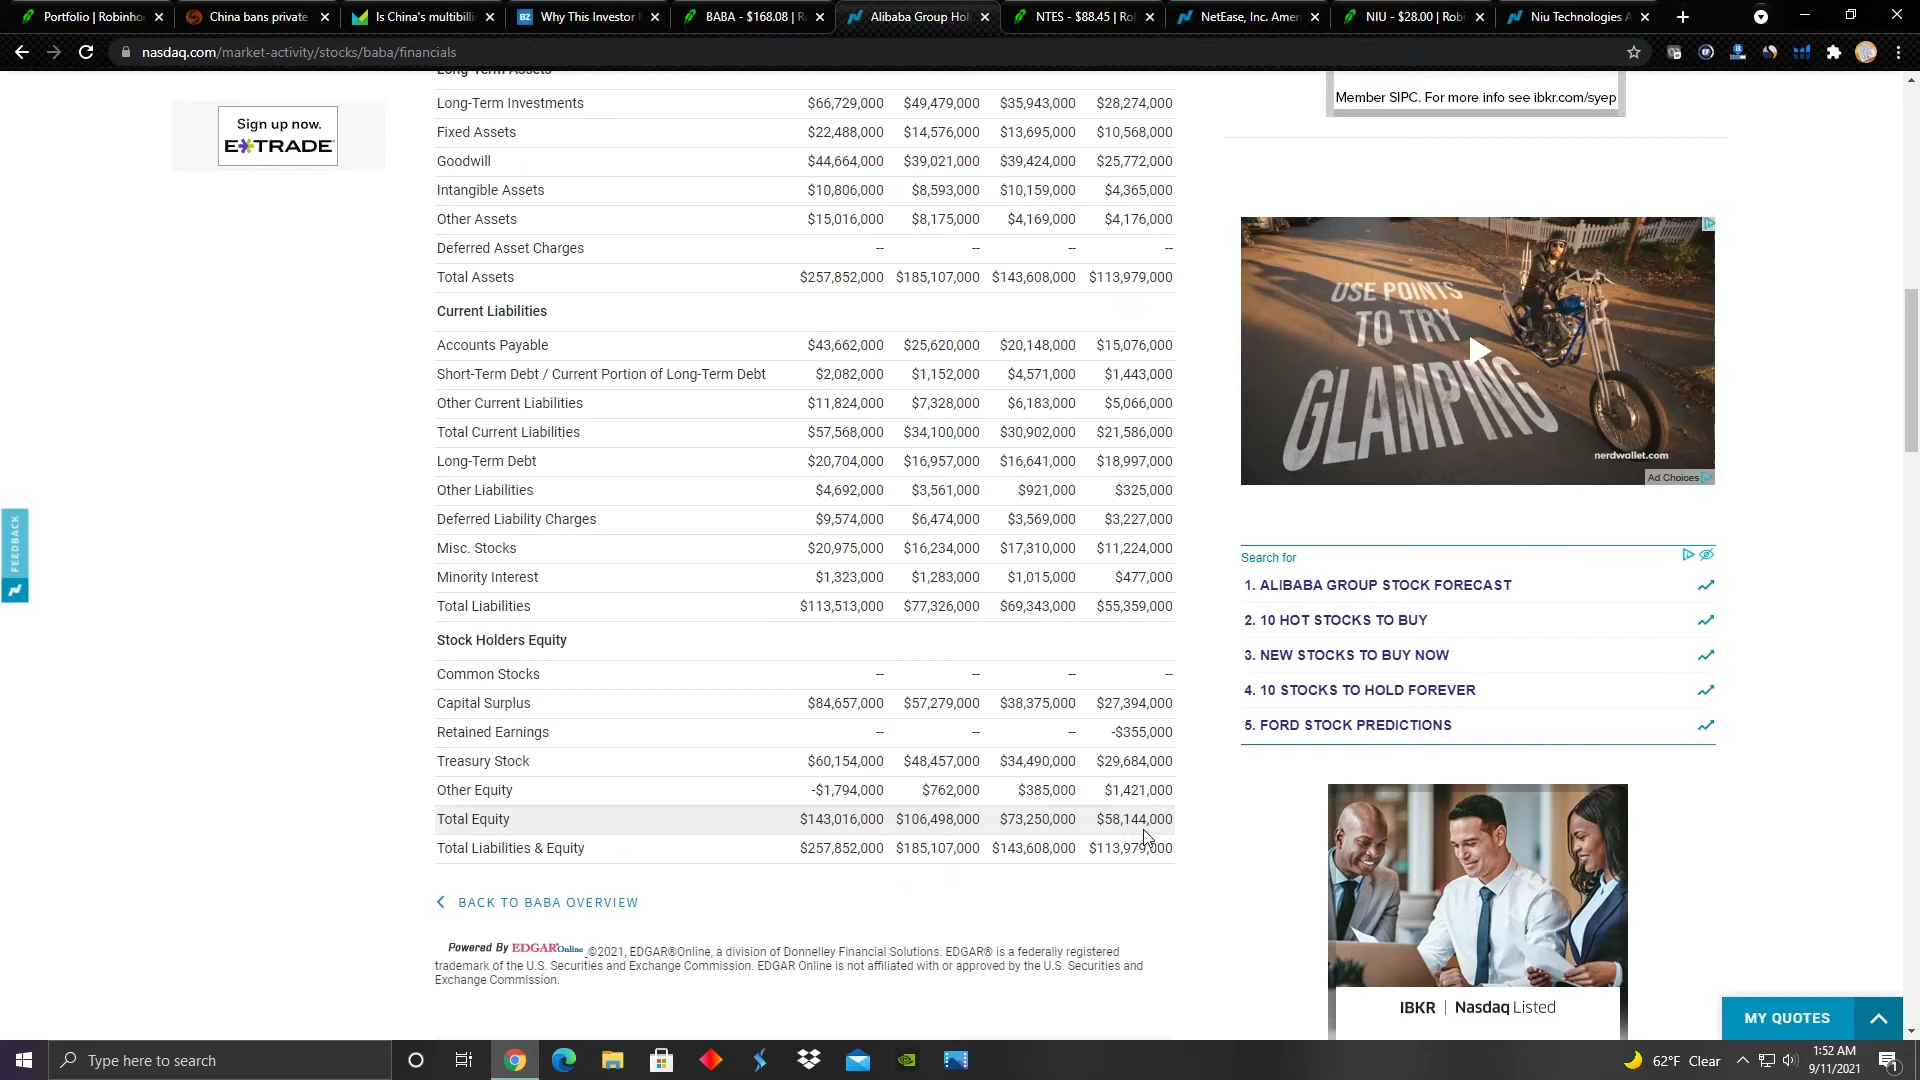 Portfolio | Robinho
China bans private
Is China's multibilli
Why This Investor
BABA - $168.08 | R
Alibaba Group Hol
NTES - $88.45 | Ro
NetEase, Inc. Amer
NIU - $28.00 | Robi
Niu Technologies A
nasdaq.com/market-activity/stocks/baba/financials
Long-Term Assets
Long-Term Investments $66,729,000 $49,479,000 $35,943,000 $28,274,000
Fixed Assets $22,488,000 $14,576,000 $13,695,000 $10,568,000
Goodwill $44,664,000 $39,021,000 $39,424,000 $25,772,000
Intangible Assets $10,806,000 $8,593,000 $10,159,000 $4,365,000
Other Assets $15,016,000 $8,175,000 $4,169,000 $4,176,000
Deferred Asset Charges -- -- -- --
Total Assets $257,852,000 $185,107,000 $143,608,000 $113,979,000
Current Liabilities
Accounts Payable $43,662,000 $25,620,000 $20,148,000 $15,076,000
Short-Term Debt / Current Portion of Long-Term Debt $2,082,000 $1,152,000 $4,571,000 $1,443,000
Other Current Liabilities $11,824,000 $7,328,000 $6,183,000 $5,066,000
Total Current Liabilities $57,568,000 $34,100,000 $30,902,000 $21,586,000
Long-Term Debt $20,704,000 $16,957,000 $16,641,000 $18,997,000
Other Liabilities $4,692,000 $3,561,000 $921,000 $325,000
Deferred Liability Charges $9,574,000 $6,474,000 $3,569,000 $3,227,000
Misc. Stocks $20,975,000 $16,234,000 $17,310,000 $11,224,000
Minority Interest $1,323,000 $1,283,000 $1,015,000 $477,000
Total Liabilities $113,513,000 $77,326,000 $69,343,000 $55,359,000
Stock Holders Equity
Common Stocks -- -- -- --
Capital Surplus $84,657,000 $57,279,000 $38,375,000 $27,394,000
Retained Earnings -- -- -- -$355,000
Treasury Stock $60,154,000 $48,457,000 $34,490,000 $29,684,000
Other Equity -$1,794,000 $762,000 $385,000 $1,421,000
Total Equity $143,016,000 $106,498,000 $73,250,000 $58,144,000
Total Liabilities & Equity $257,852,000 $185,107,000 $143,608,000 $113,979,000
BACK TO BABA OVERVIEW
Powered By EDGAR Online ©2021, EDGAR®Online, a division of Donnelley Financial Solutions. EDGAR® is a federally registered
trademark of the U.S. Securities and Exchange Commission. EDGAR Online is not affiliated with or approved by the U.S. Securities and
Exchange Commission.
Sign up now.
E*TRADE
FEEDBACK
Member SIPC. For more info see ibkr.com/syep
USE POINTS
TO TRY
GLAMPING
nerdwallet.com
Ad Choices
Search for
1. ALIBABA GROUP STOCK FORECAST
2. 10 HOT STOCKS TO BUY
3. NEW STOCKS TO BUY NOW
4. 10 STOCKS TO HOLD FOREVER
5. FORD STOCK PREDICTIONS
IBKR | Nasdaq Listed
MY QUOTES
Type here to search
62°F Clear
1:52 AM
9/11/2021